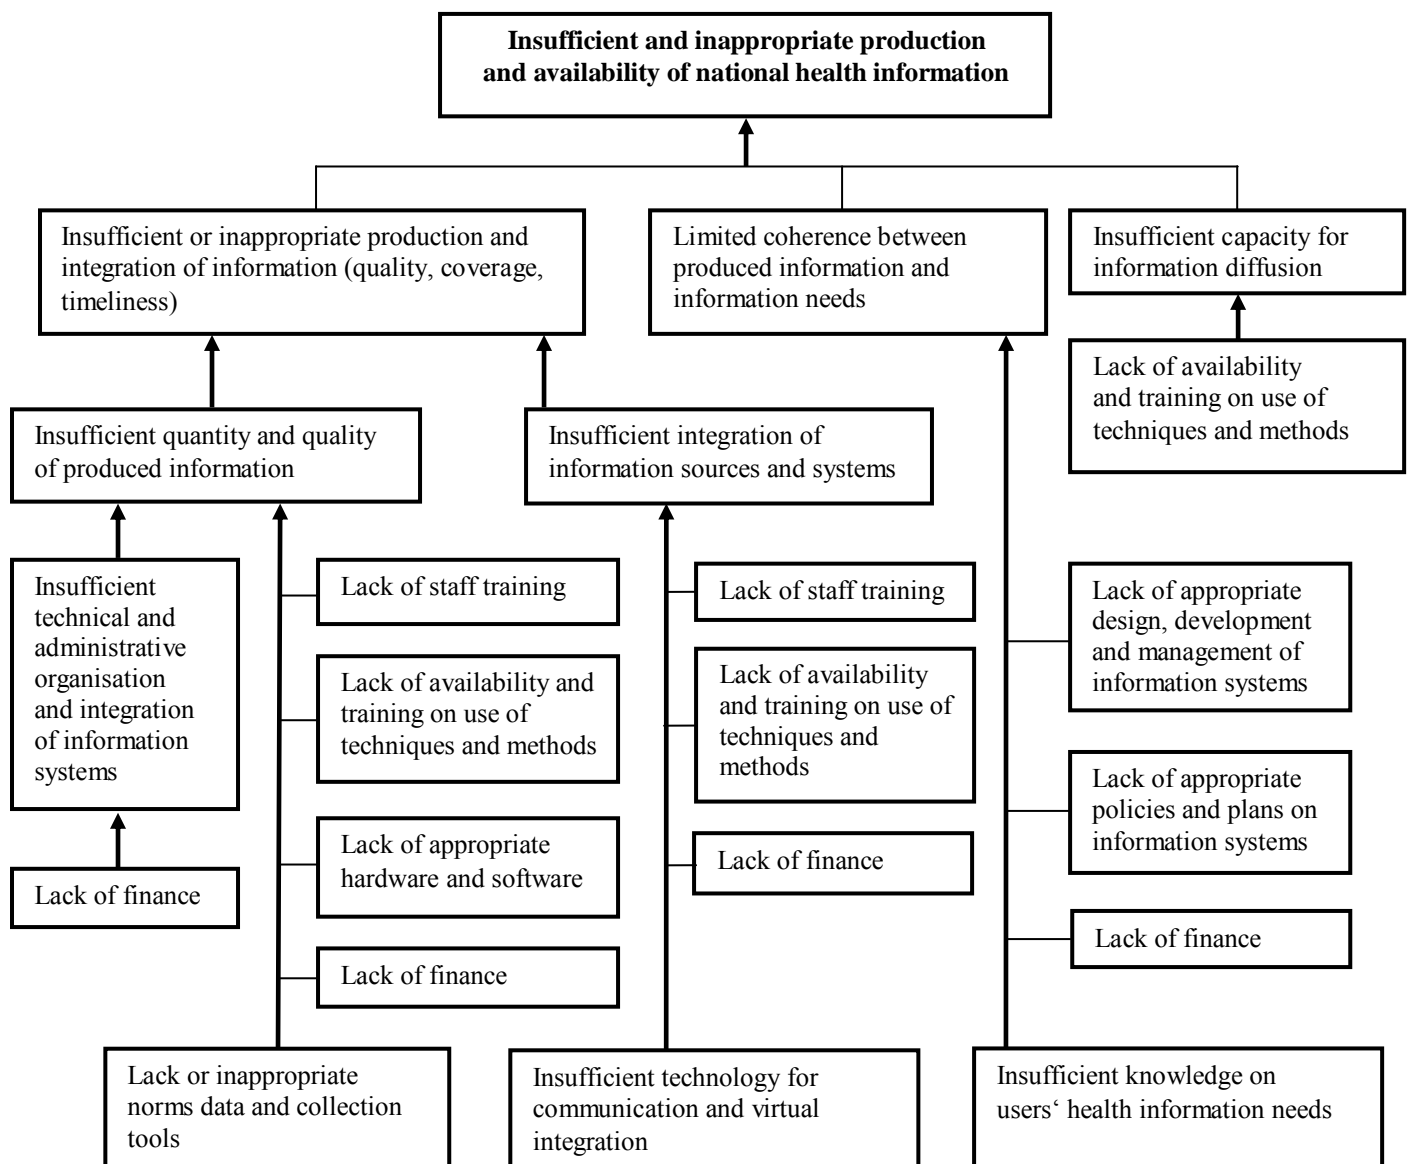 Insufficient and inappropriate production
and availability of national health information
Insufficient or inappropriate production and
integration of information (quality, coverage,
timeliness)
Limited coherence between
produced information and
information needs
Insufficient capacity for
information diffusion
Lack of availability
and training on use of
techniques and methods
Insufficient quantity and quality
of produced information
Insufficient integration of
information sources and systems
Insufficient
technical and
administrative
organisation
and integration
of information
systems
Lack of finance
Lack of staff training
Lack of availability and
training on use of
techniques and methods
Lack of appropriate
hardware and software
Lack of finance
Lack of staff training
Lack of availability
and training on use of
techniques and
methods
Lack of finance
Lack of appropriate
design, development
and management of
information systems
Lack of appropriate
policies and plans on
information systems
Lack of finance
Lack or inappropriate
norms data and collection
tools
Insufficient technology for
communication and virtual
integration
Insufficient knowledge on
users‘ health information needs